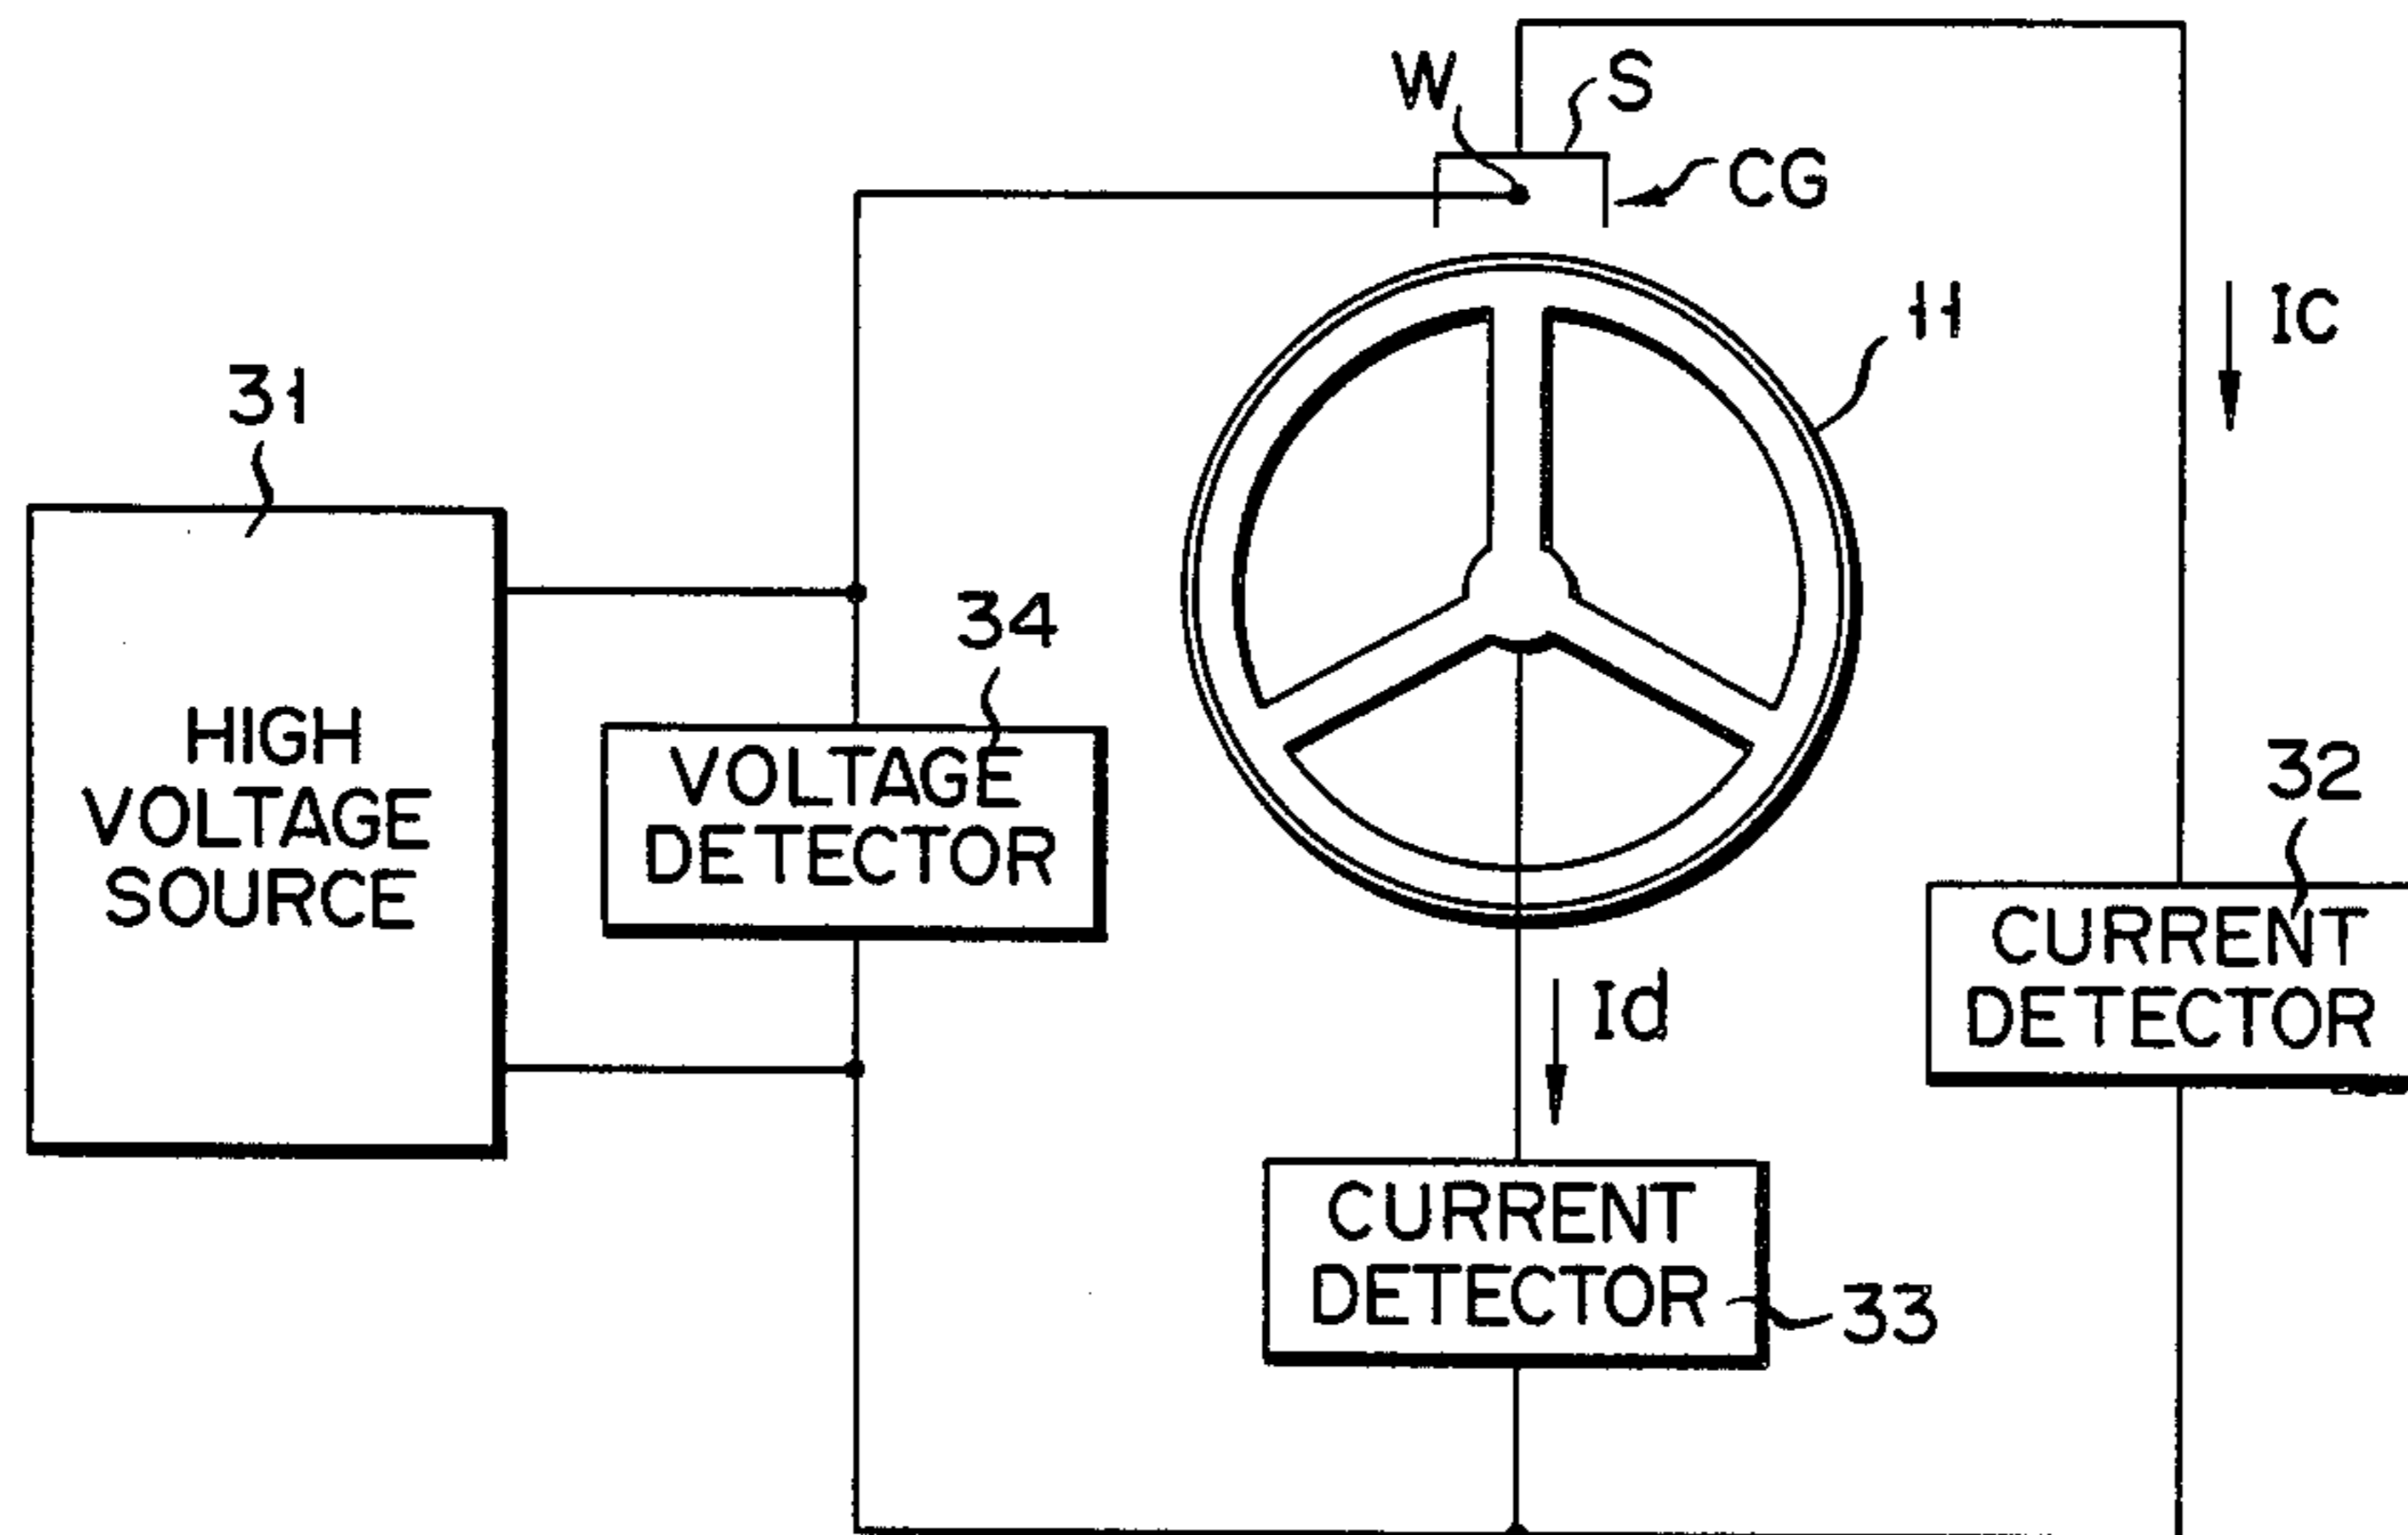 W
S
CG
11
IC
31
34
HIGH
VOLTAGE
SOURCE
VOLTAGE
DETECTOR
32
CURRENT
DETECTOR
Id
CURRENT
DETECTOR
33